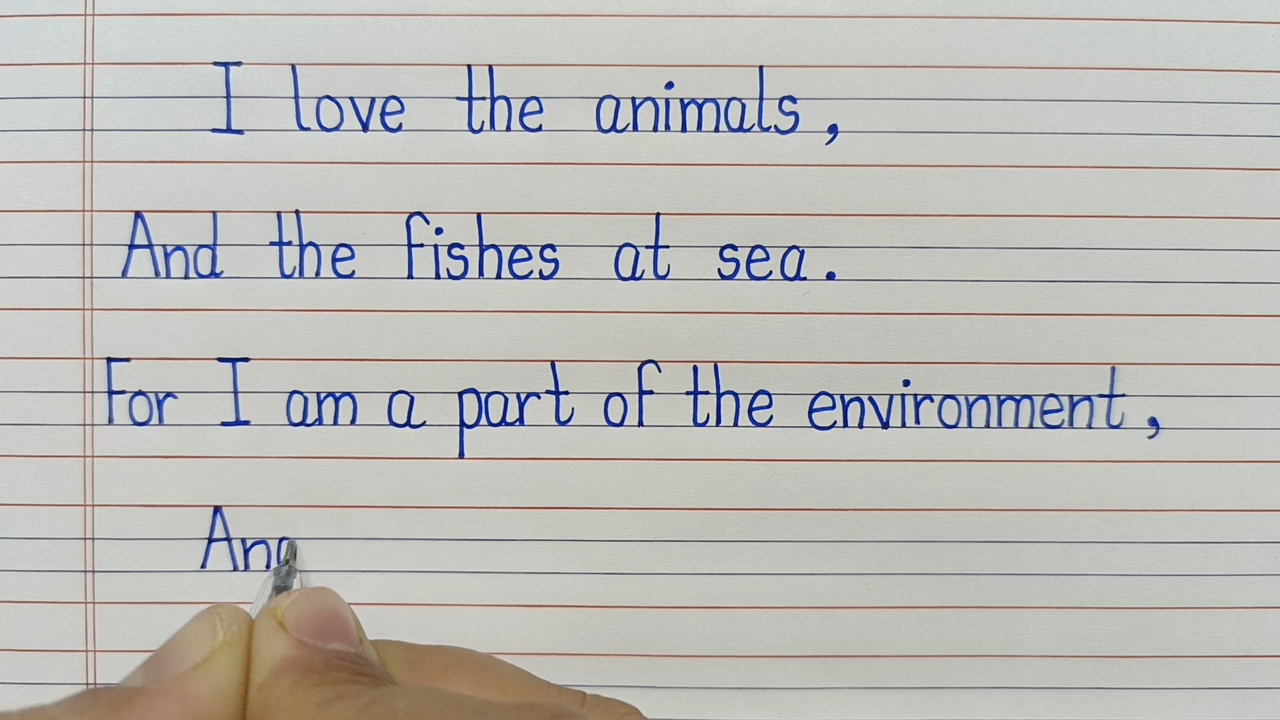 I love the animals,
And the fishes at sea.
For I am a part of the environment,